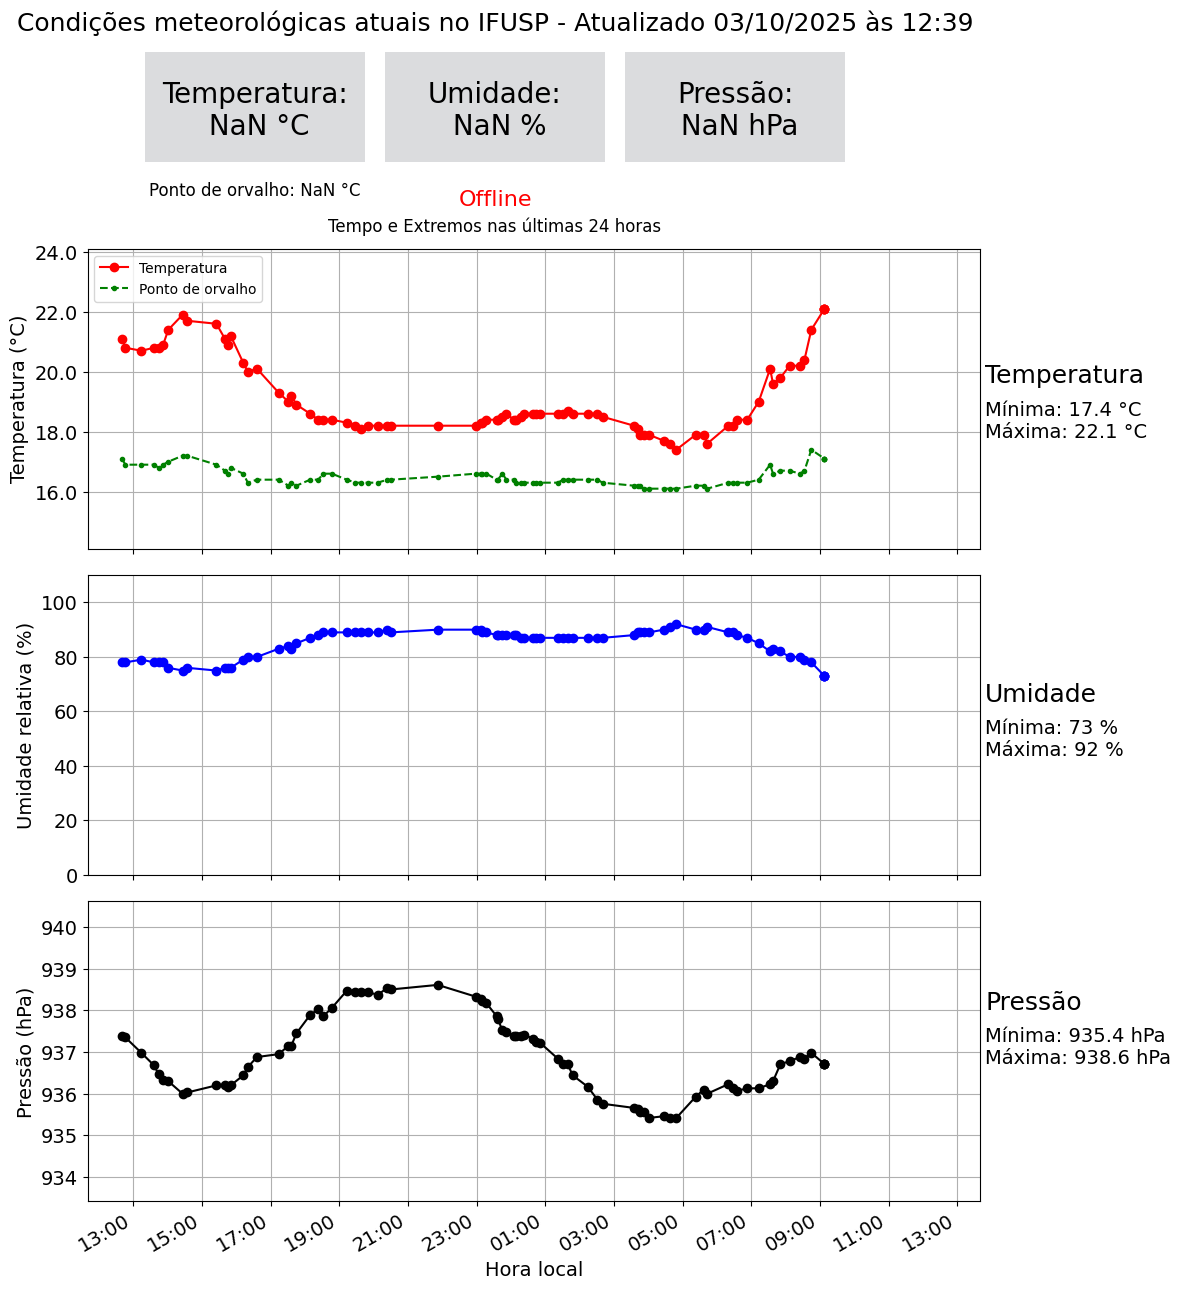 Condições meteorológicas atuais no IFUSP - Atualizado 03/10/2025 às 12:39
Temperatura:
NaN °C
Umidade:
NaN %
Pressão:
NaN hPa
Ponto de orvalho: NaN °C
Offline
Tempo e Extremos nas últimas 24 horas
Temperatura (°C)
24.0
22.0
20.0
18.0
16.0
Temperatura
Ponto de orvalho
Temperatura
Mínima: 17.4 °C
Máxima: 22.1 °C
Umidade relativa (%)
100
80
60
40
20
0
Umidade
Mínima: 73 %
Máxima: 92 %
Pressão (hPa)
940
939
938
937
936
935
934
Pressão
Mínima: 935.4 hPa
Máxima: 938.6 hPa
13:00 15:00 17:00 19:00 21:00 23:00 01:00 03:00 05:00 07:00 09:00 11:00 13:00
Hora local